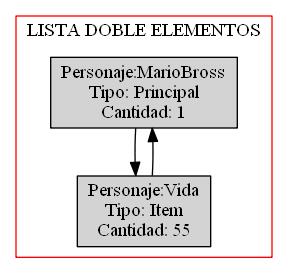 LISTA DOBLE ELEMENTOS
Personaje:MarioBross
Tipo: Principal
Cantidad: 1
Personaje:Vida
Tipo: Item
Cantidad: 55